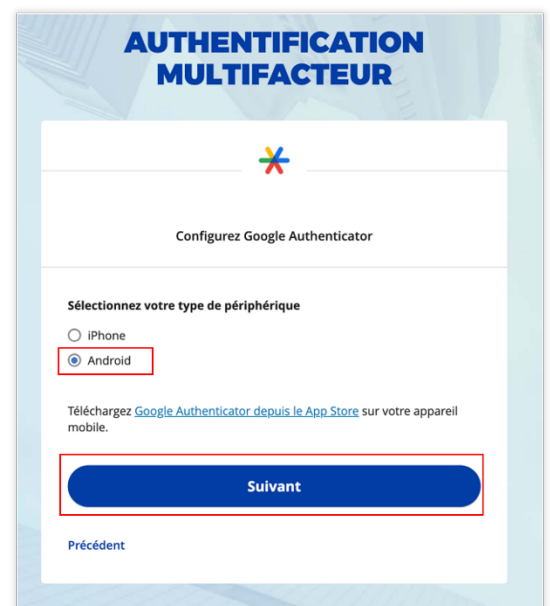 AUTHENTIFICATION
MULTIFACTEUR
Configurez Google Authenticator
Sélectionnez votre type de périphérique
iPhone
Android
Téléchargez Google Authenticator depuis le App Store sur votre appareil
mobile.
Suivant
Précédent